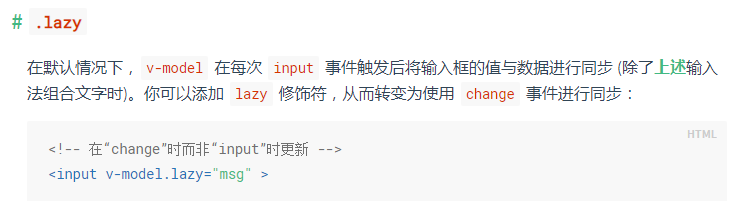 # .lazy
在默认情况下，v-model 在每次 input 事件触发后将输入框的值与数据进行同步 (除了上述输入
法组合文字时)。你可以添加 lazy 修饰符，从而转变为使用 change 事件进行同步：
HTML
<!-- 在“change”时而非“input”时更新 -->
<input v-model.lazy="msg" >